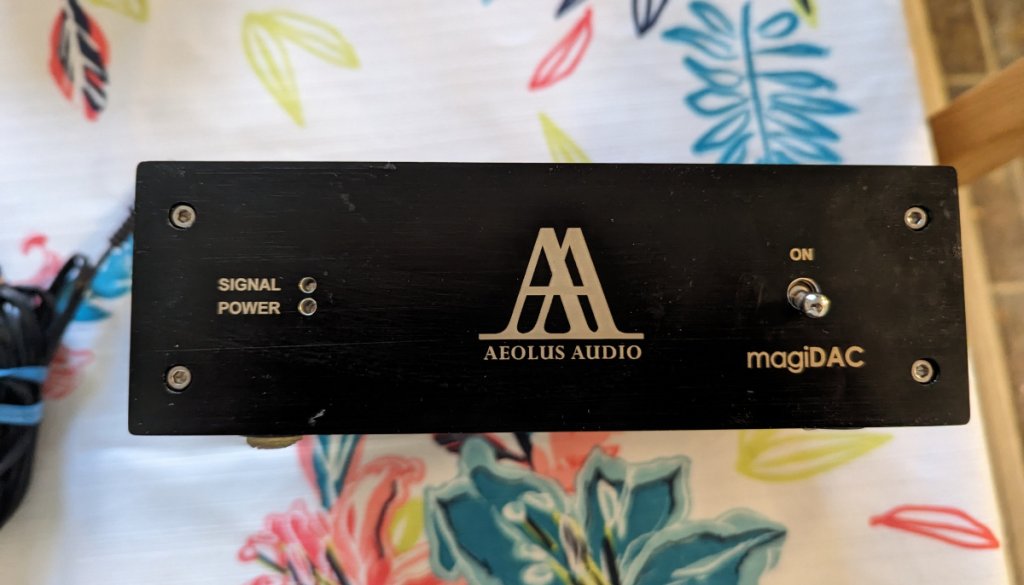 SIGNAL
POWER
AEOLUS AUDIO
ON
magiDAC